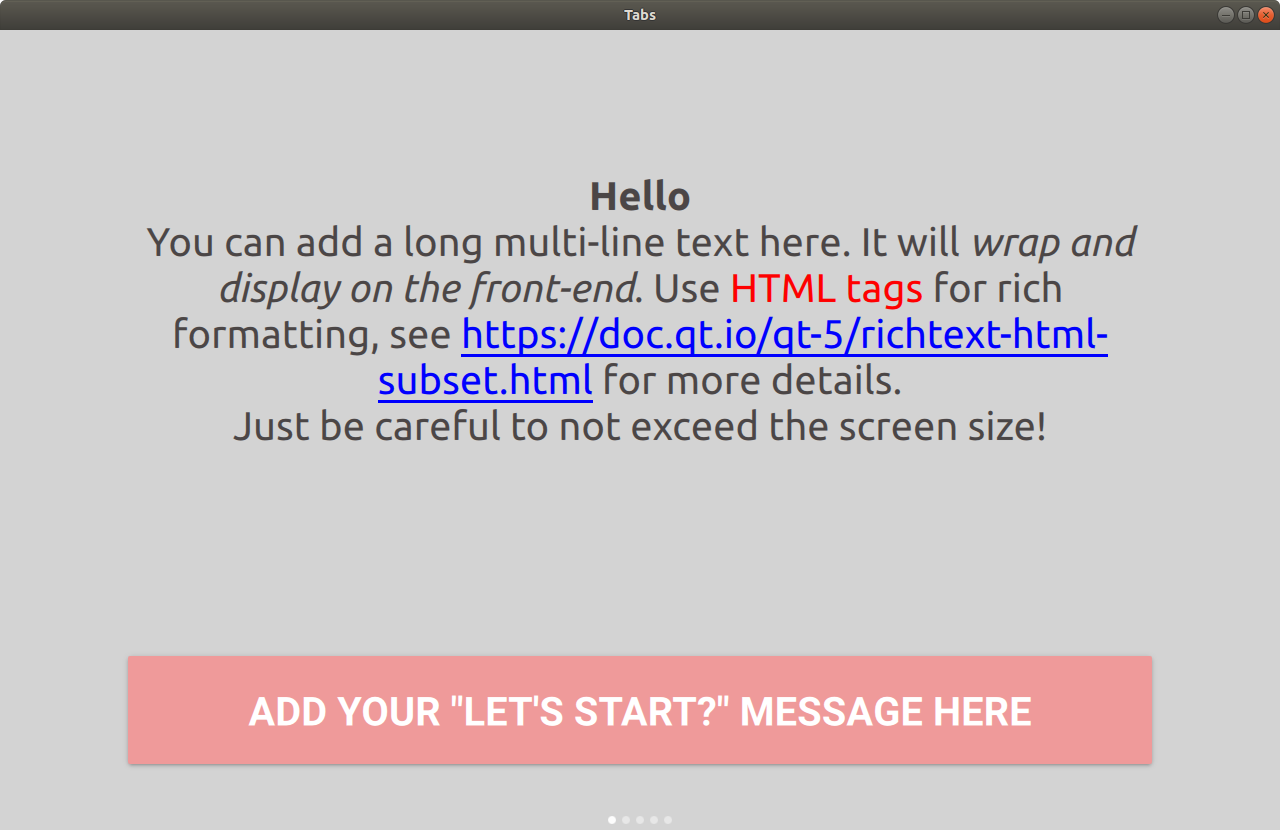 Tabs
Hello
You can add a long multi-line text here. It will wrap and
display on the front-end. Use HTML tags for rich
formatting, see https://doc.qt.io/qt-5/richtext-html-
subset.html for more details.
Just be careful to not exceed the screen size!
ADD YOUR "LET'S START?" MESSAGE HERE